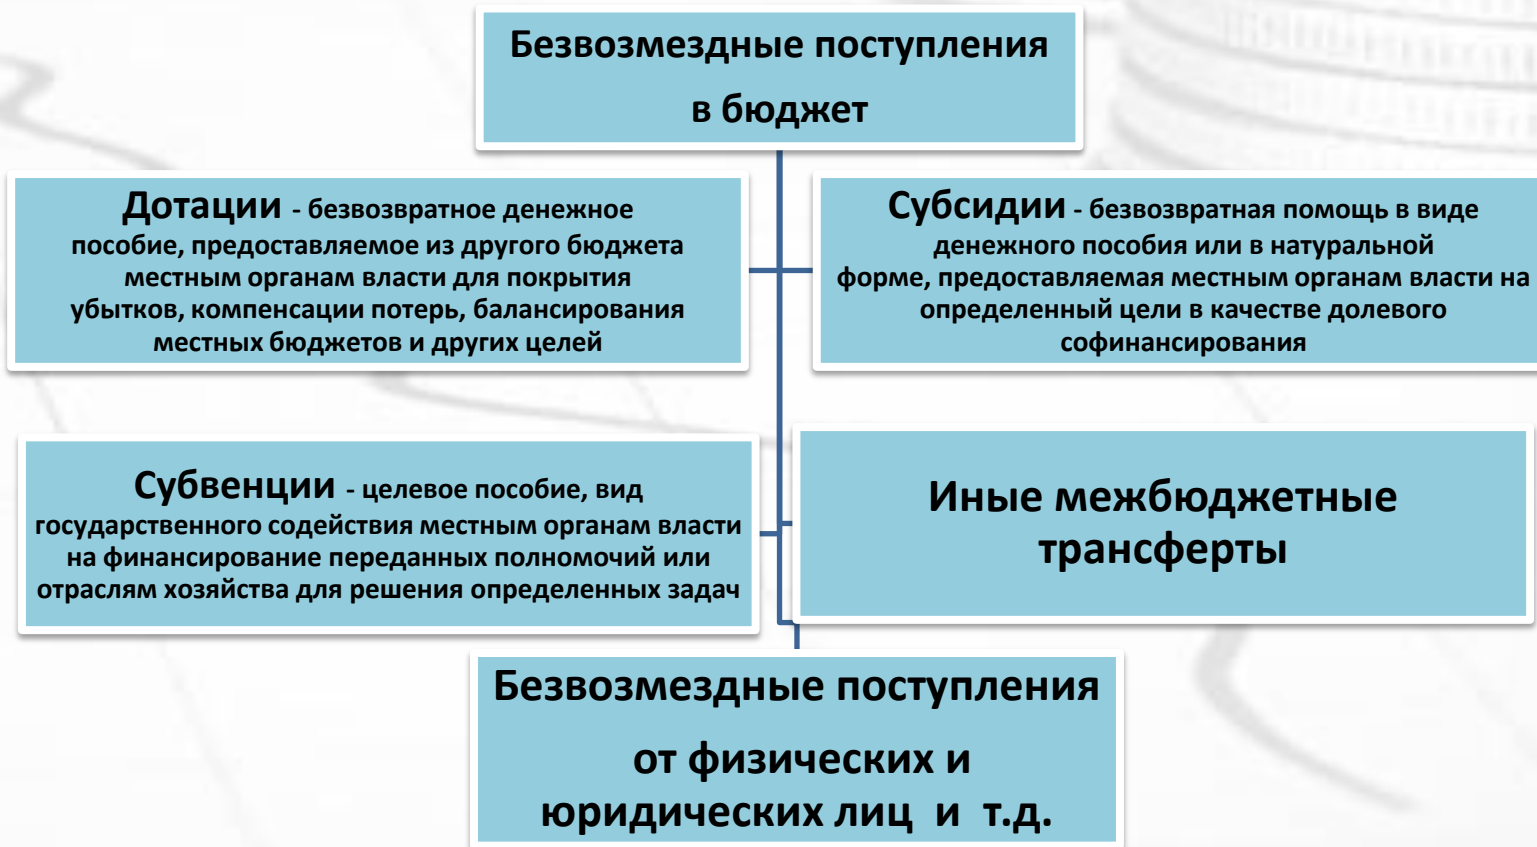 Безвозмездные поступления
в бюджет
Дотации - безвозвратное денежное
пособие, предоставляемое из другого бюджета
местным органам власти для покрытия
убытков, компенсации потерь, балансирования
местных бюджетов и других целей
Субсидии - безвозвратная помощь в виде
денежного пособия или в натуральной
форме, предоставляемая местным органам власти на
определенный цели в качестве долевого
софинансирования
Субвенции - целевое пособие, вид
государственного содействия местным органам власти
на финансирование переданных полномочий или
отраслям хозяйства для решения определенных задач
Иные межбюджетные
трансферты
Безвозмездные поступления
от физических и
юридических лиц и т.д.